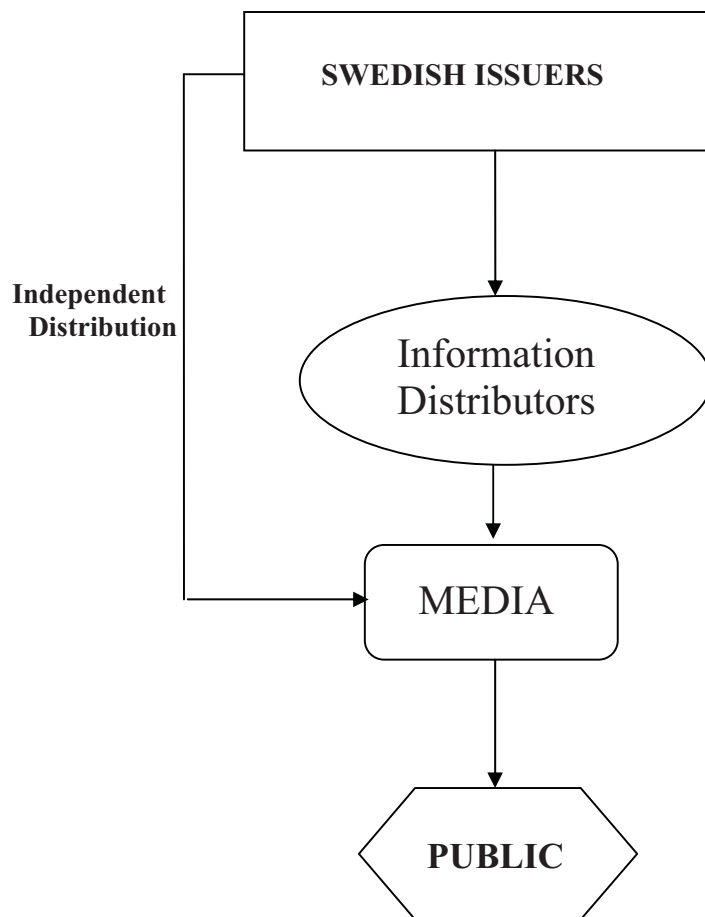 SWEDISH ISSUERS
Independent
Distribution
Information
Distributors
MEDIA
PUBLIC